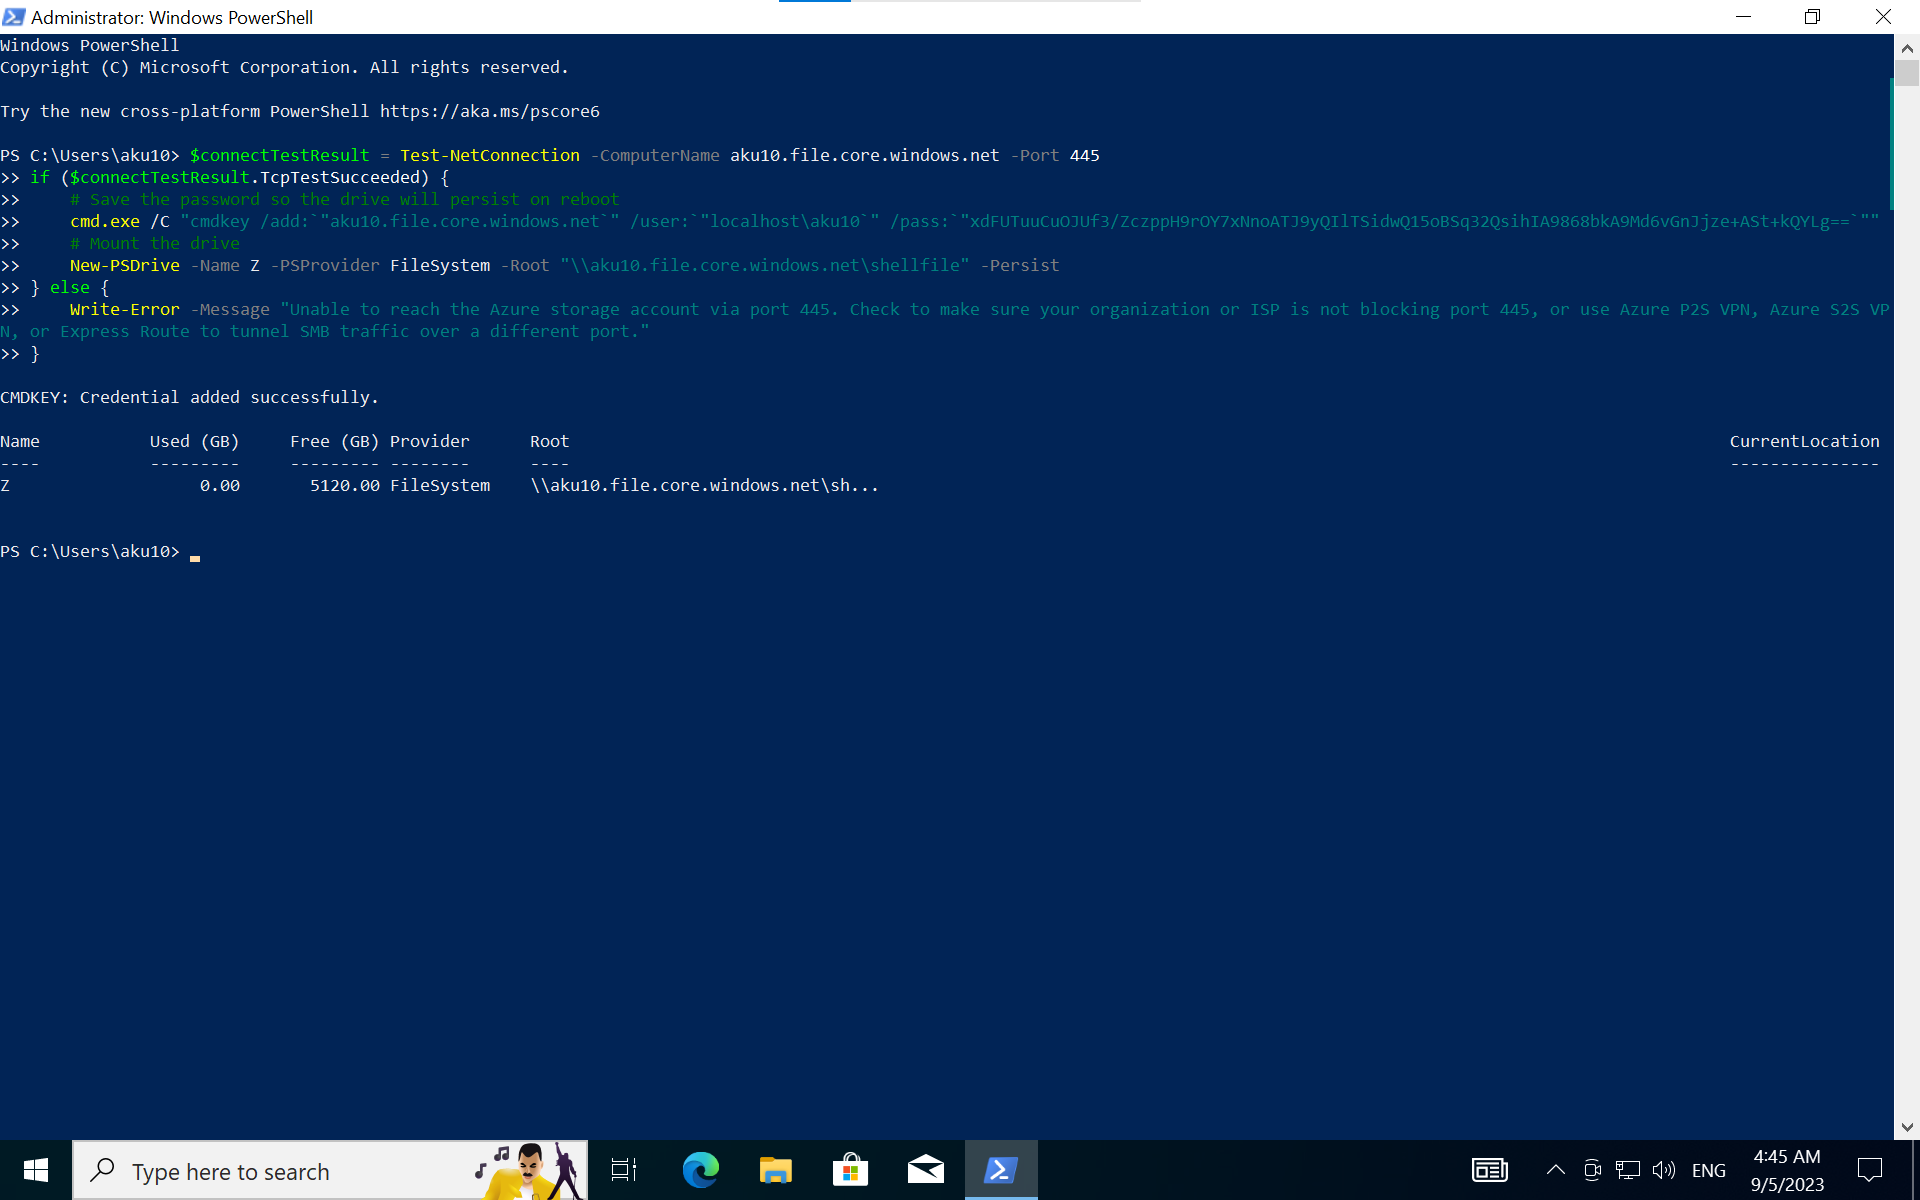 Administrator: Windows PowerShell
Windows PowerShell
Copyright (C) Microsoft Corporation. All rights reserved.
Try the new cross-platform PowerShell https://aka.ms/pscore6
PS C:\Users\aku10> $connectTestResult = Test-NetConnection -ComputerName aku10.file.core.windows.net -Port 445
>> if ($connectTestResult.TcpTestSucceeded) {
>>     # Save the password so the drive will persist on reboot
>>     cmd.exe /C "cmdkey /add:`"aku10.file.core.windows.net`" /user:`"localhost\aku10`" /pass:`"xdFUTuuCuOJUf3/ZczppH9rOY7xNnoATJ9yQIlTSidwQ15oBSq32QsihIA9868bkA9Md6vGnJjze+ASt+kQYLg==`""
>>     # Mount the drive
>>     New-PSDrive -Name Z -PSProvider FileSystem -Root "\\aku10.file.core.windows.net\shellfile" -Persist
>> } else {
>>     Write-Error -Message "Unable to reach the Azure storage account via port 445. Check to make sure your organization or ISP is not blocking port 445, or use Azure P2S VPN, Azure S2S VP
N, or Express Route to tunnel SMB traffic over a different port."
>> }
CMDKEY: Credential added successfully.
Name           Used (GB)     Free (GB) Provider      Root                                                                                                                    CurrentLocation
----           ---------     --------- --------      ----                                                                                                                    ---------------
Z                   0.00       5120.00 FileSystem    \\aku10.file.core.windows.net\sh...
PS C:\Users\aku10>
Type here to search
ENG
4:45 AM
9/5/2023